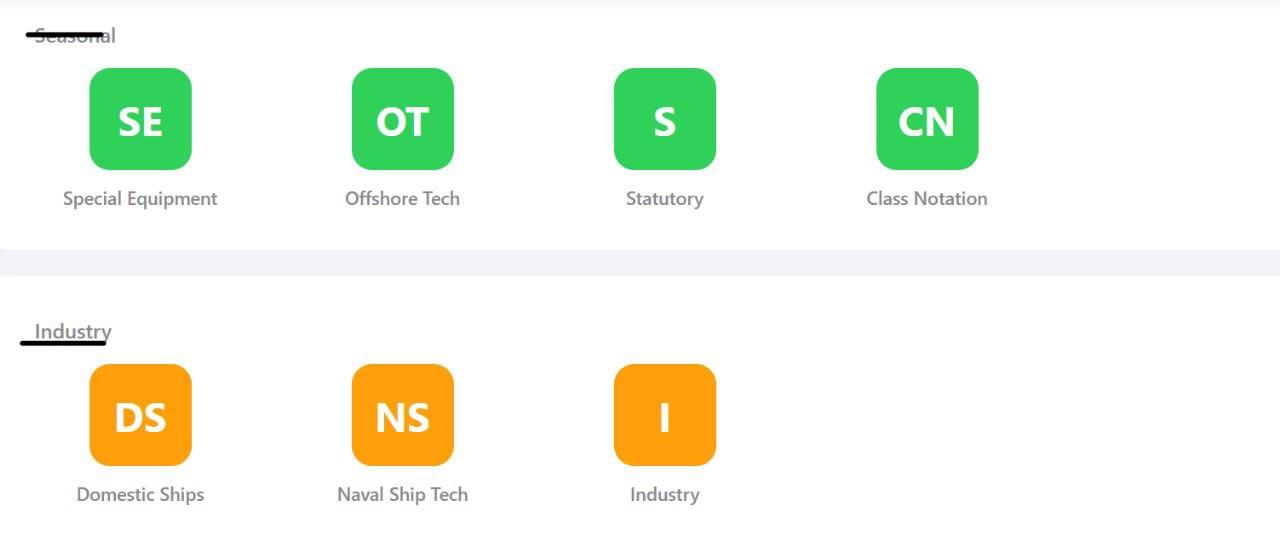 Seasonal
SE OT S CN
Special Equipment Offshore Tech Statutory Class Notation
Industry
DS NS I
Domestic Ships Naval Ship Tech Industry